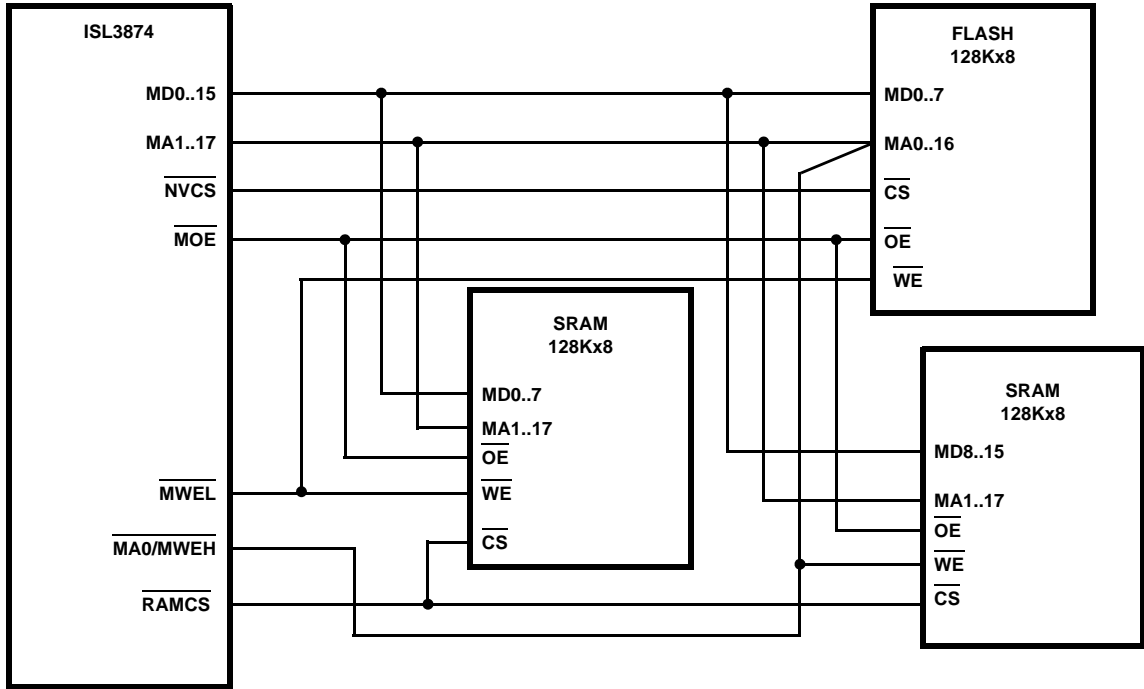 ISL3874
MD0..15
MA1..17
NVCS
MOE
MWEL
MA0/MWEH
RAMCS
FLASH
128Kx8
MD0..7
MA0..16
CS
OE
WE
SRAM
128Kx8
MD0..7
MA1..17
OE
WE
CS
SRAM
128Kx8
MD8..15
MA1..17
OE
WE
CS